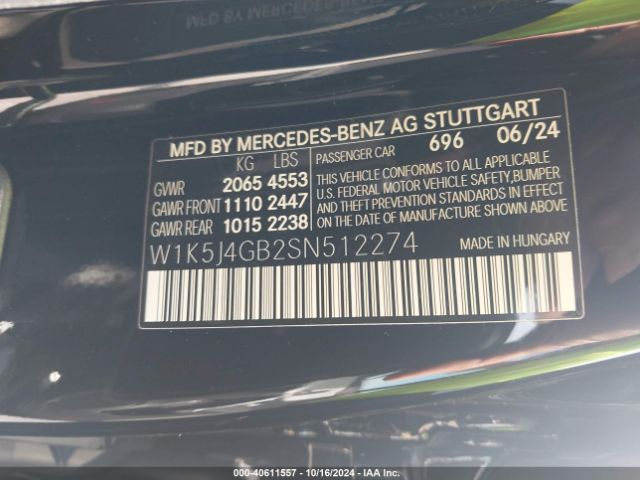 MFD BY MERCEDES-BENZ AG STUTTGART
KG LBS PASSENGER CAR 696 06/24
GVWR 2065 4553
GAWR FRONT 1110 2447
GAWR REAR 1015 2238
THIS VEHICLE CONFORMS TO ALL APPLICABLE
U.S. FEDERAL MOTOR VEHICLE SAFETY, BUMPER
AND THEFT PREVENTION STANDARDS IN EFFECT
ON THE DATE OF MANUFACTURE SHOWN ABOVE.
W1K5J4GB2SN512274 MADE IN HUNGARY
000-40611557 - 10/16/2024 - IAA Inc.